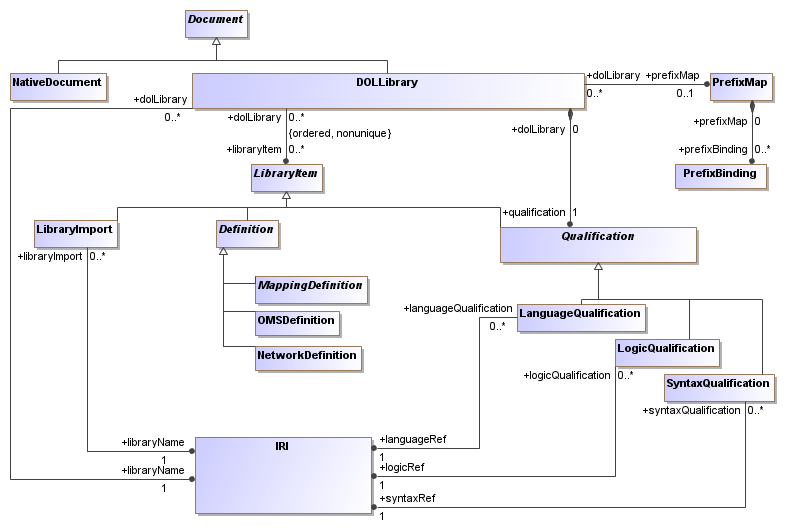 Document
NativeDocument
DOLLibrary
+dolLibrary
+prefixMap
0..*
0..1
PrefixMap
+dolLibrary
0..*
+dolLibrary
0..*
{ordered, nonunique}
+libraryItem
0..*
+dolLibrary
0
+prefixMap
0
+prefixBinding
0..*
PrefixBinding
LibraryItem
+qualification
1
LibraryImport
Definition
Qualification
+libraryImport
0..*
MappingDefinition
OMSDefinition
NetworkDefinition
+languageQualification
0..*
LanguageQualification
LogicQualification
+logicQualification
0..*
SyntaxQualification
+syntaxQualification
0..*
+libraryName
1
+libraryName
1
IRI
+languageRef
1
+logicRef
1
+syntaxRef
1